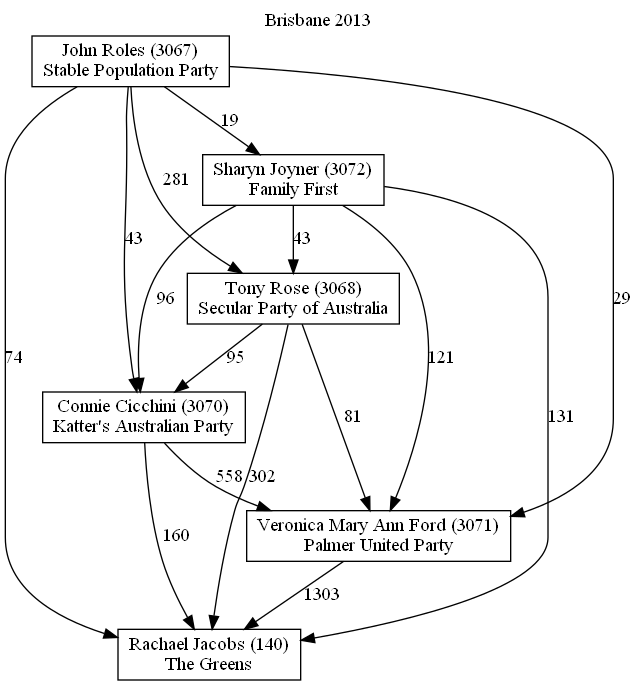 Brisbane 2013
John Roles (3067)
Stable Population Party
19
Sharyn Joyner (3072)
Family First
281
43
43
96
29
Tony Rose (3068)
Secular Party of Australia
74
95
121
81
131
Connie Cicchini (3070)
Katter's Australian Party
558
302
Veronica Mary Ann Ford (3071)
Palmer United Party
160
1303
Rachael Jacobs (140)
The Greens